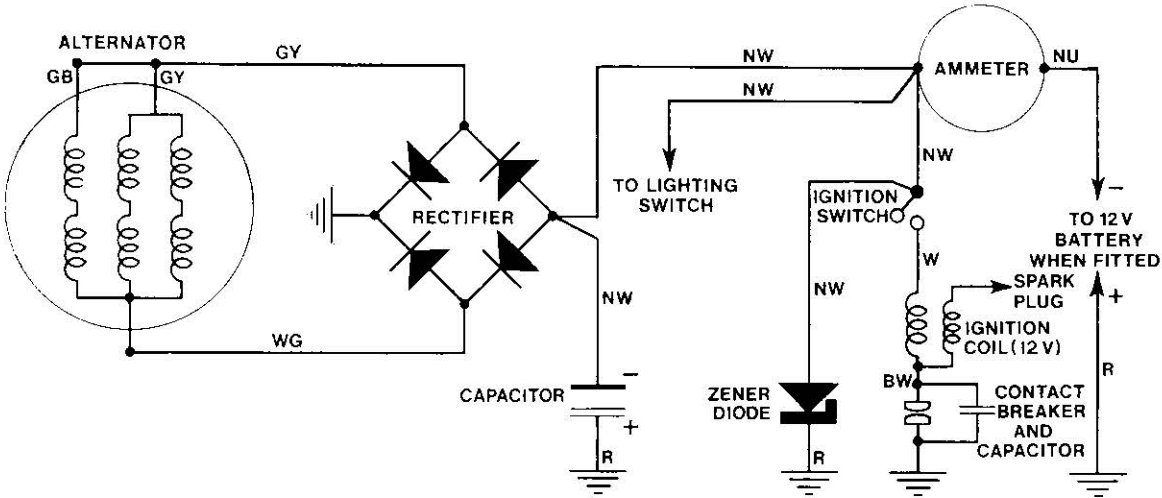 ALTERNATOR
GB
GY
GY
WG
RECTIFIER
NW
NW
TO LIGHTING
SWITCH
AMMETER
NU
NW
IGNITION
SWITCH
W
NW
NW
−
TO 12V
BATTERY
WHEN FITTED
+
SPARK
PLUG
IGNITION
COIL (12 V)
R
CAPACITOR
−
+
R
ZENER
DIODE
R
BW
CONTACT
BREAKER
AND
CAPACITOR